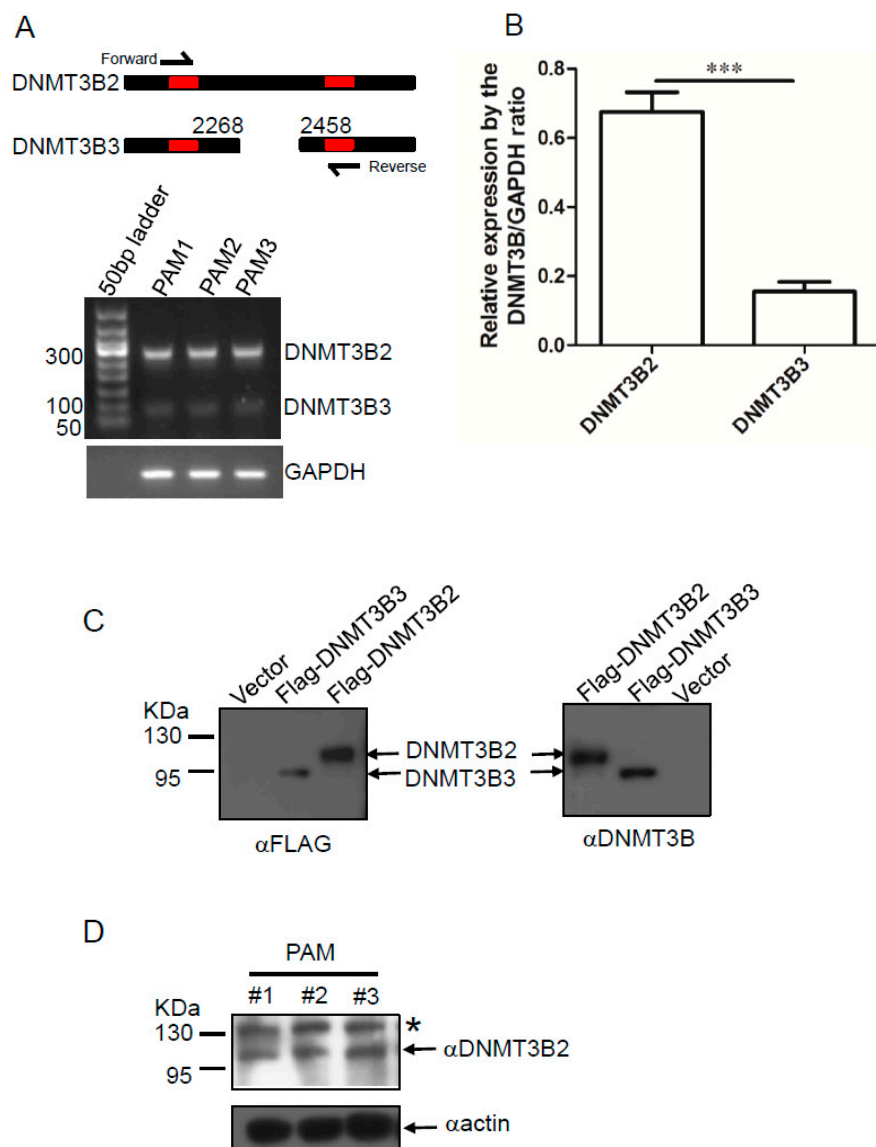 A
Forward
DNMT3B2
2268
2458
DNMT3B3
Reverse
50bp ladder
PAM1
PAM2
PAM3
300
DNMT3B2
100
DNMT3B3
50
GAPDH
B
Relative expression by the
DNMT3B/GAPDH ratio
0.8
0.6
0.4
0.2
0.0
***
DNMT3B2
DNMT3B3
C
KDa
130
95
Vector
Flag-DNMT3B3
Flag-DNMT3B2
DNMT3B2
DNMT3B3
αFLAG
Flag-DNMT3B2
Flag-DNMT3B3
Vector
αDNMT3B
D
PAM
#1 #2 #3
KDa
130
*
αDNMT3B2
95
αactin